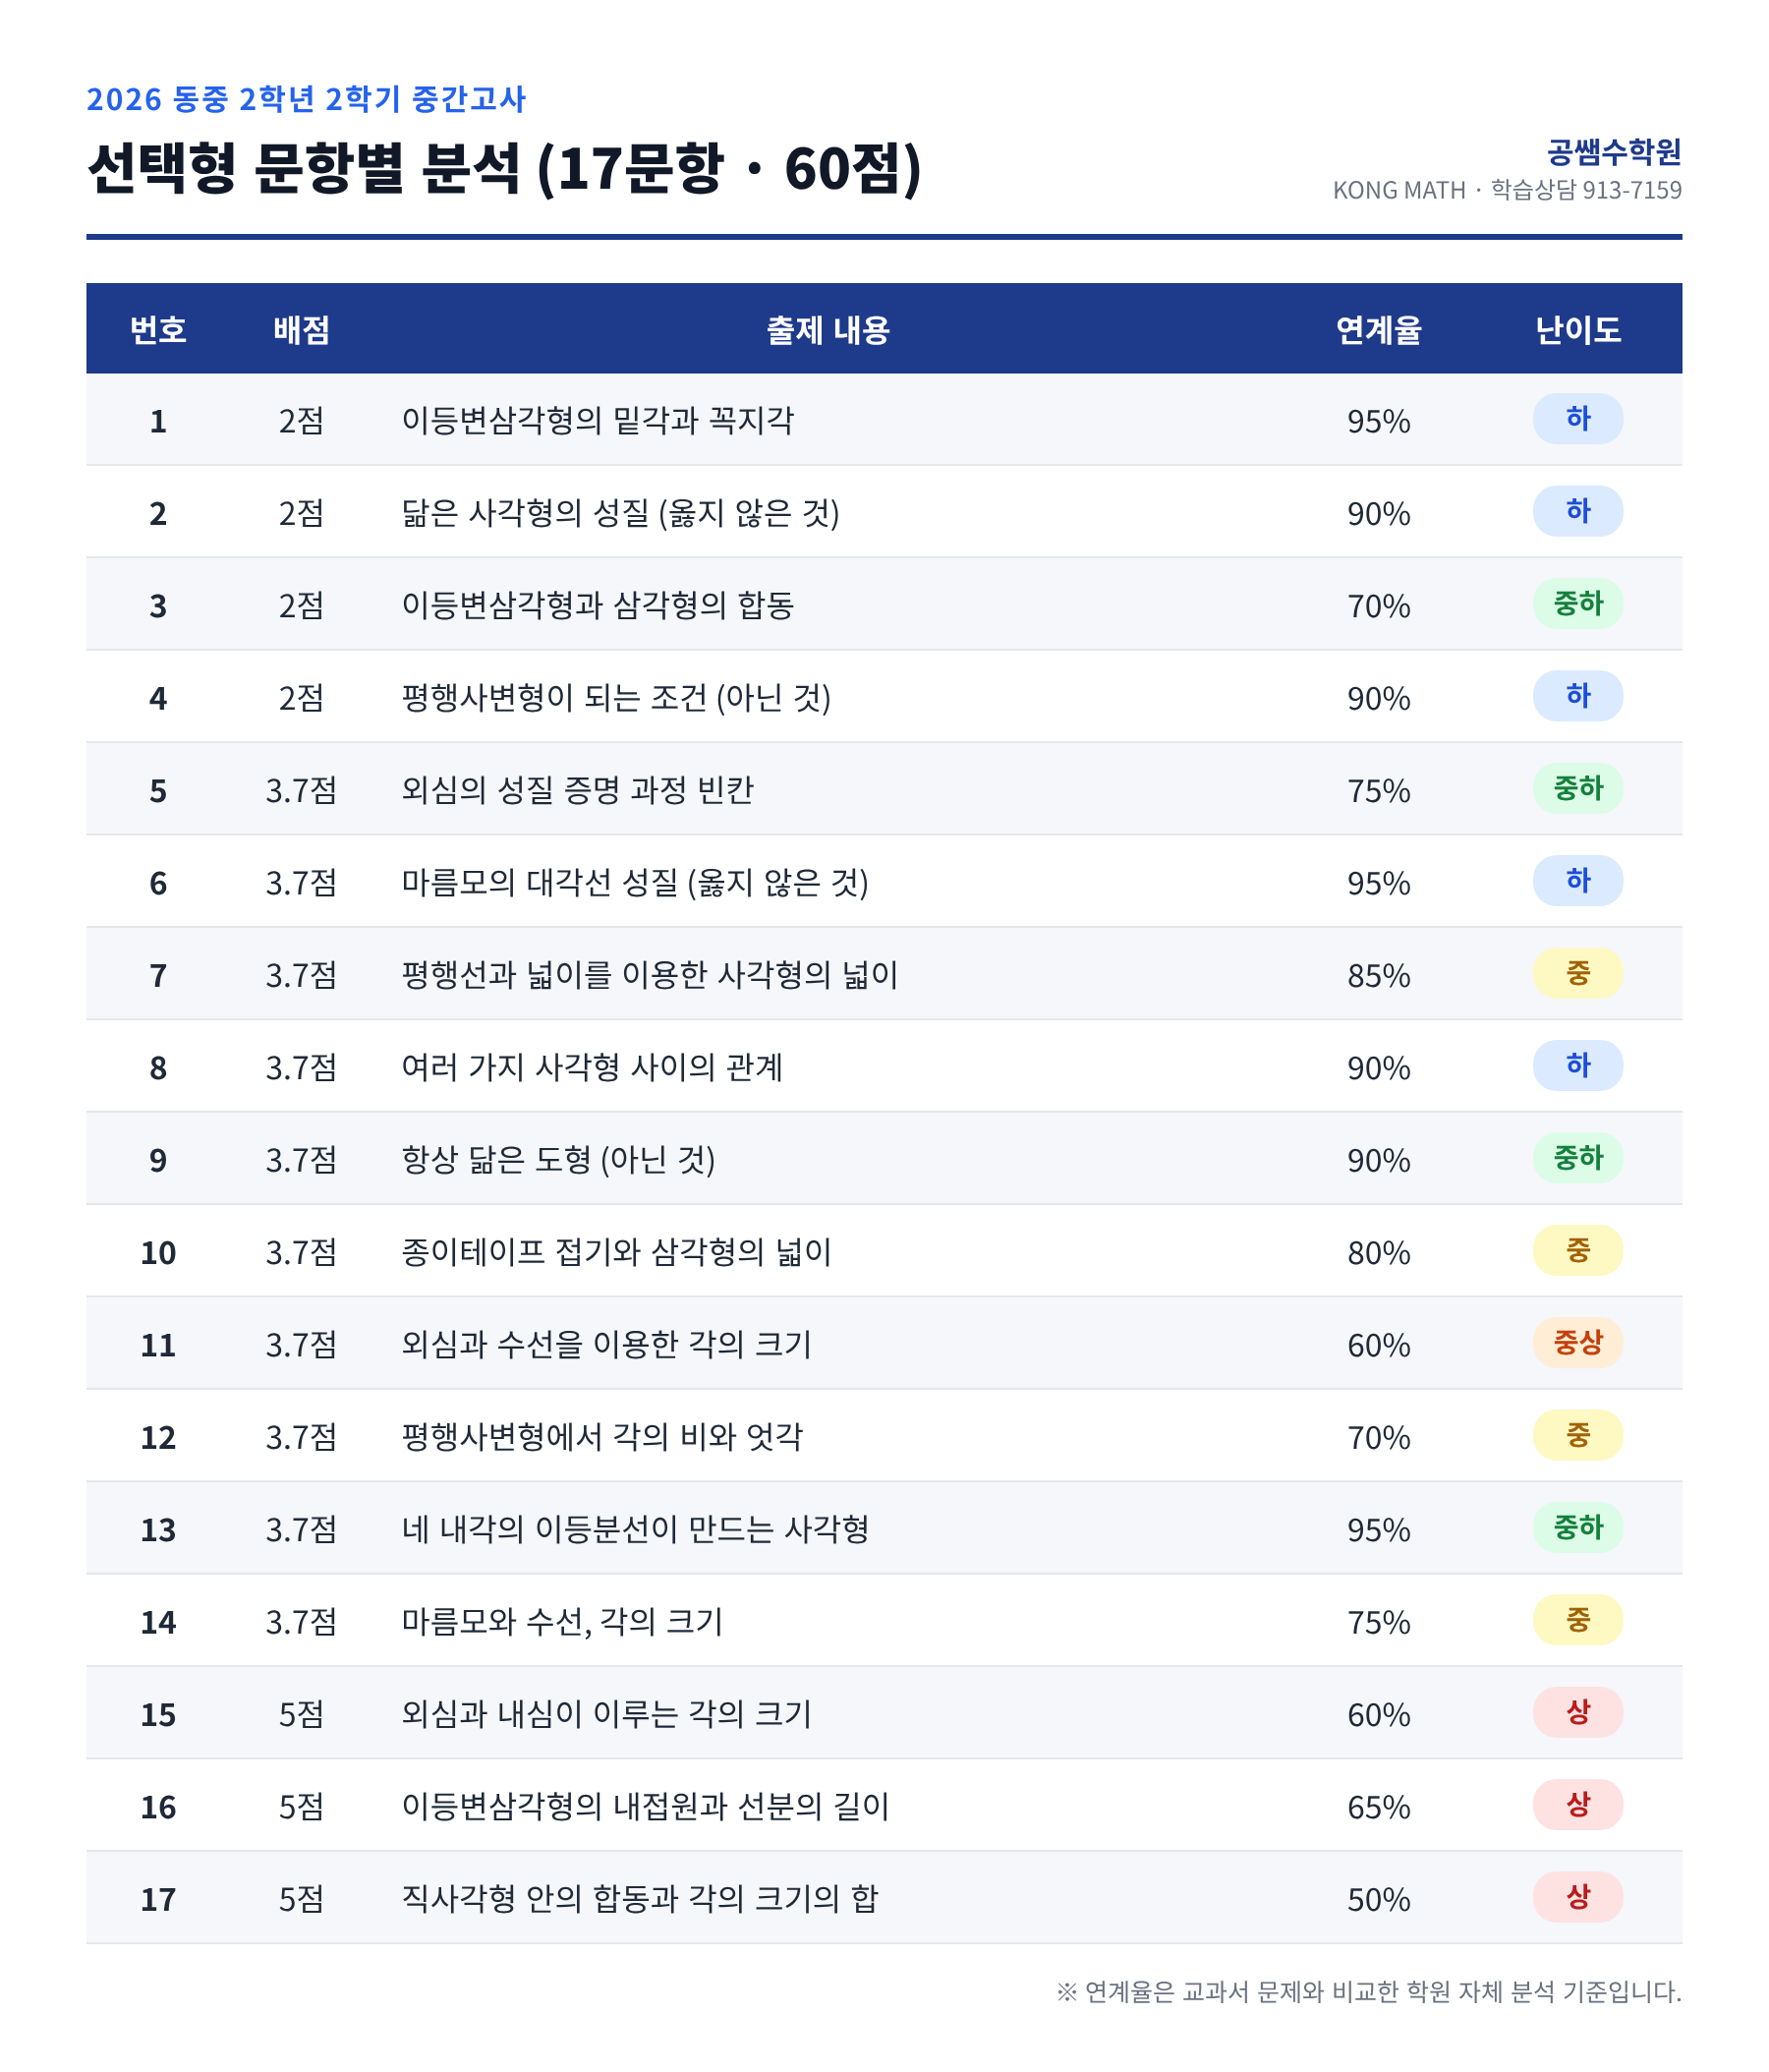 2026 동중 2학년 2학기 중간고사
선택형 문항별 분석 (17문항 · 60점)
공쌤수학원
KONG MATH · 학습상담 913-7159
번호 배점 출제 내용 연계율 난이도
1 2점 이등변삼각형의 밑각과 꼭지각 95% 하
2 2점 닮은 사각형의 성질 (옳지 않은 것) 90% 하
3 2점 이등변삼각형과 삼각형의 합동 70% 중하
4 2점 평행사변형이 되는 조건 (아닌 것) 90% 하
5 3.7점 외심의 성질 증명 과정 빈칸 75% 중하
6 3.7점 마름모의 대각선 성질 (옳지 않은 것) 95% 하
7 3.7점 평행선과 넓이를 이용한 사각형의 넓이 85% 중
8 3.7점 여러 가지 사각형 사이의 관계 90% 하
9 3.7점 항상 닮은 도형 (아닌 것) 90% 중하
10 3.7점 종이테이프 접기와 삼각형의 넓이 80% 중
11 3.7점 외심과 수선을 이용한 각의 크기 60% 중상
12 3.7점 평행사변형에서 각의 비와 엇각 70% 중
13 3.7점 네 내각의 이등분선이 만드는 사각형 95% 중하
14 3.7점 마름모와 수선, 각의 크기 75% 중
15 5점 외심과 내심이 이루는 각의 크기 60% 상
16 5점 이등변삼각형의 내접원과 선분의 길이 65% 상
17 5점 직사각형 안의 합동과 각의 크기의 합 50% 상
※ 연계율은 교과서 문제와 비교한 학원 자체 분석 기준입니다.